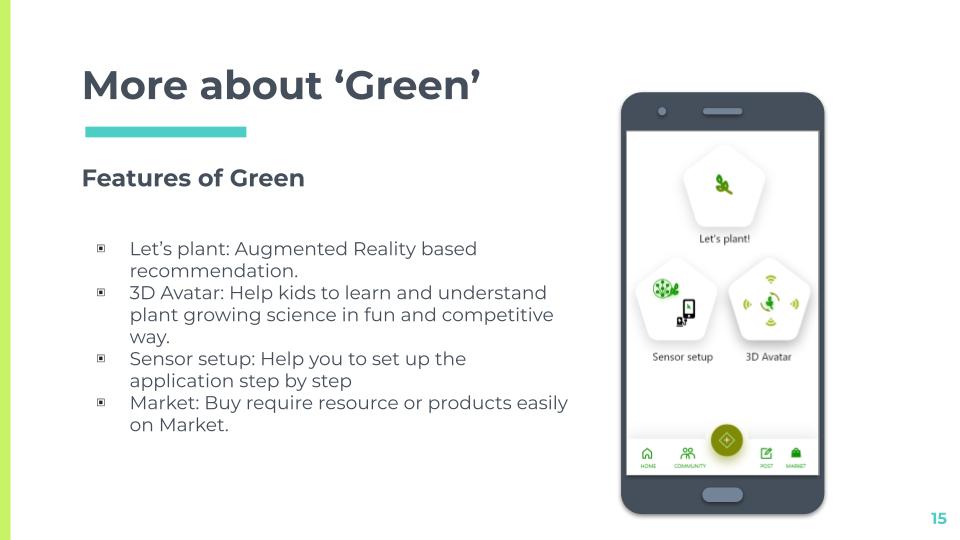 More about ‘Green’
Features of Green
Let’s plant: Augmented Reality based
recommendation.
3D Avatar: Help kids to learn and understand
plant growing science in fun and competitive
way.
Sensor setup: Help you to set up the
application step by step
Market: Buy require resource or products easily
on Market.
Let's plant!
Sensor setup
3D Avatar
HOME
COMMUNITY
POST
MARKET
15